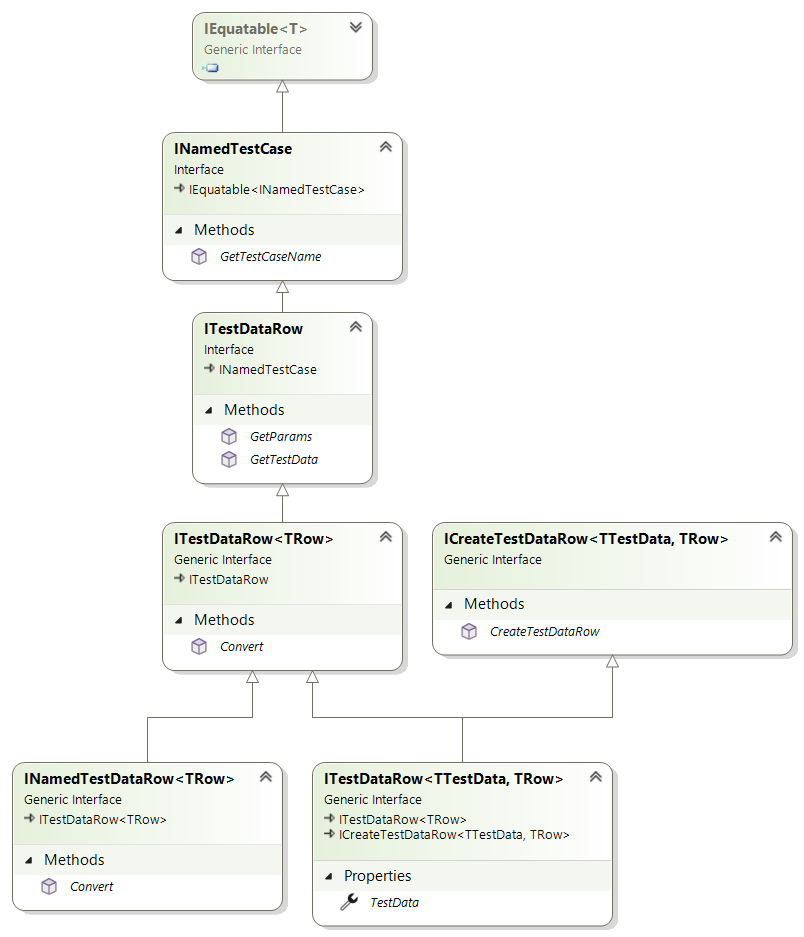 IEquatable<T>
Generic Interface
INamedTestCase
Interface
IEquatable<INamedTestCase>
Methods
GetTestCaseName
ITestDataRow
Interface
INamedTestCase
Methods
GetParams
GetTestData
ITestDataRow<TRow>
Generic Interface
ITestDataRow
Methods
Convert
ICreateTestDataRow<TTestData, TRow>
Generic Interface
Methods
CreateTestDataRow
INamedTestDataRow<TRow>
Generic Interface
ITestDataRow<TRow>
Methods
Convert
ITestDataRow<TTestData, TRow>
Generic Interface
ITestDataRow<TRow>
ICreateTestDataRow<TTestData, TRow>
Properties
TestData